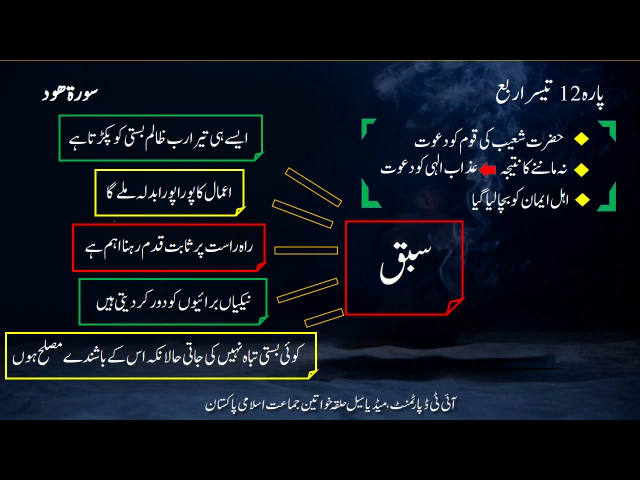 پارہ 12 تیسرا ربع
سورۃ ھود
حضرت شعیب کی قوم کو دعوت
نہ ماننے کا نتیجہ عذاب الہی کو دعوت
اہل ایمان کو بچا لیا گیا
سبق
ایسے ہی تیرا رب ظالم بستی کو پکڑتا ہے
اعمال کا پورا پورا بدلہ ملے گا
راہ راست پر ثابت قدم رہنا اہم ہے
نیکیاں برائیوں کو دور کر دیتی ہیں
کوئی بستی تباہ نہیں کی جاتی حالانکہ اس کے باشندے مصلح ہوں
آئی ٹی ڈپارٹمنٹ، میڈیا سیل حلقہ خواتین جماعت اسلامی پاکستان